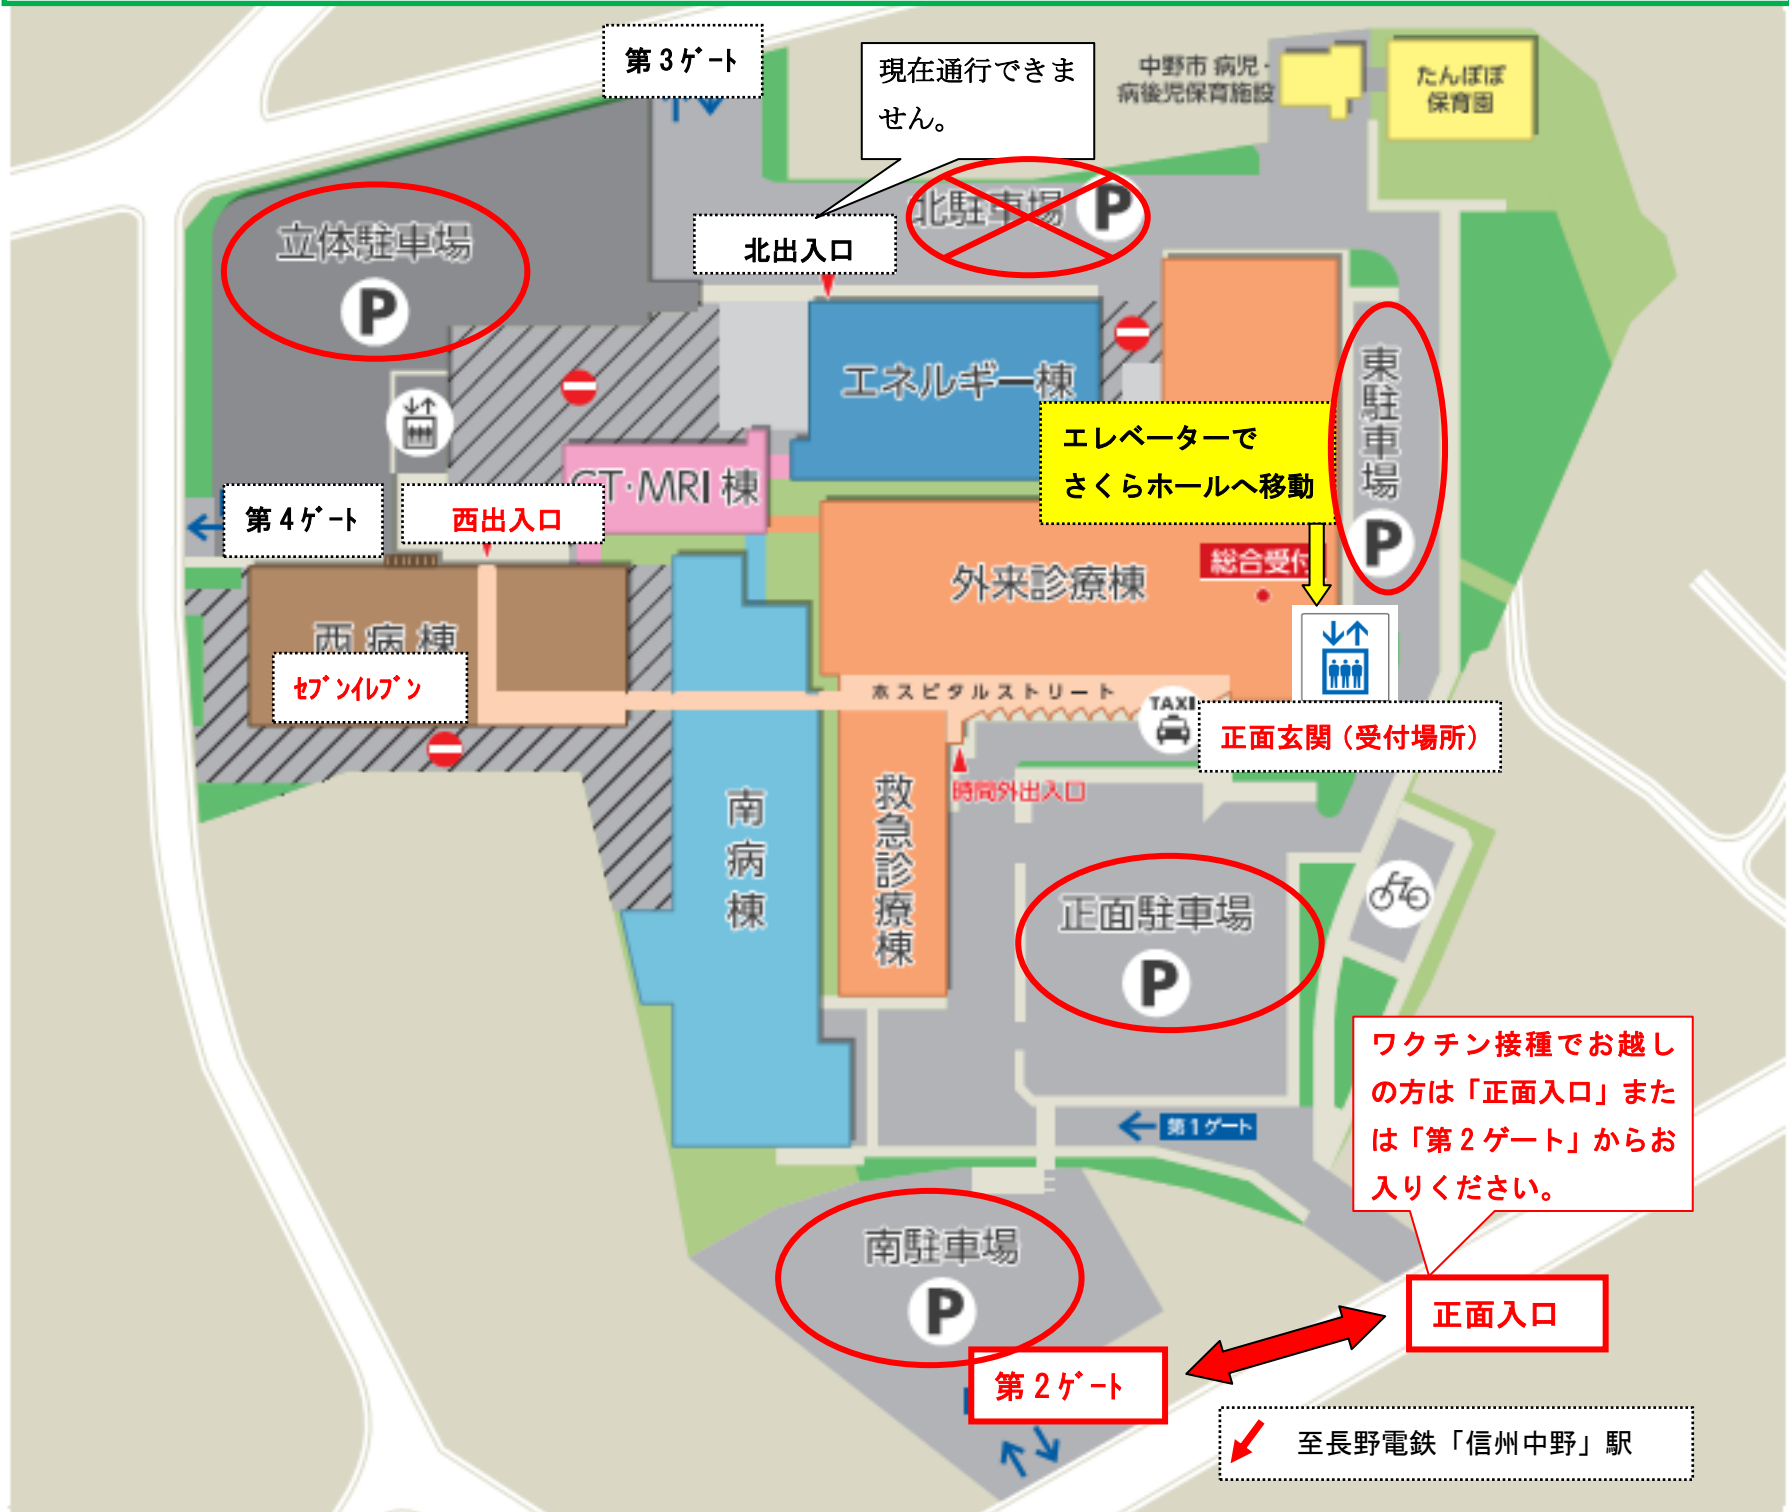 第3ｹﾞｰﾄ
現在通行できま
せん。
中野市 病児・
病後児保育施設
たんぽぽ
保育園
立体駐車場
P
北駐車場
P
北出入口
エネルギー棟
東駐車場
P
エレベーターで
さくらホールへ移動
CT・MRI 棟
第4ｹﾞｰﾄ
西出入口
外来診療棟
総合受付
西病棟
ｾﾌﾞﾝｲﾚﾌﾞﾝ
ホスピタルストリート
TAXI
正面玄関（受付場所）
時間外出入口
南病棟
救急診療棟
正面駐車場
P
ワクチン接種でお越し
の方は「正面入口」また
は「第2ゲート」からお
入りください。
第1ゲート
南駐車場
P
正面入口
第2ｹﾞｰﾄ
至長野電鉄「信州中野」駅